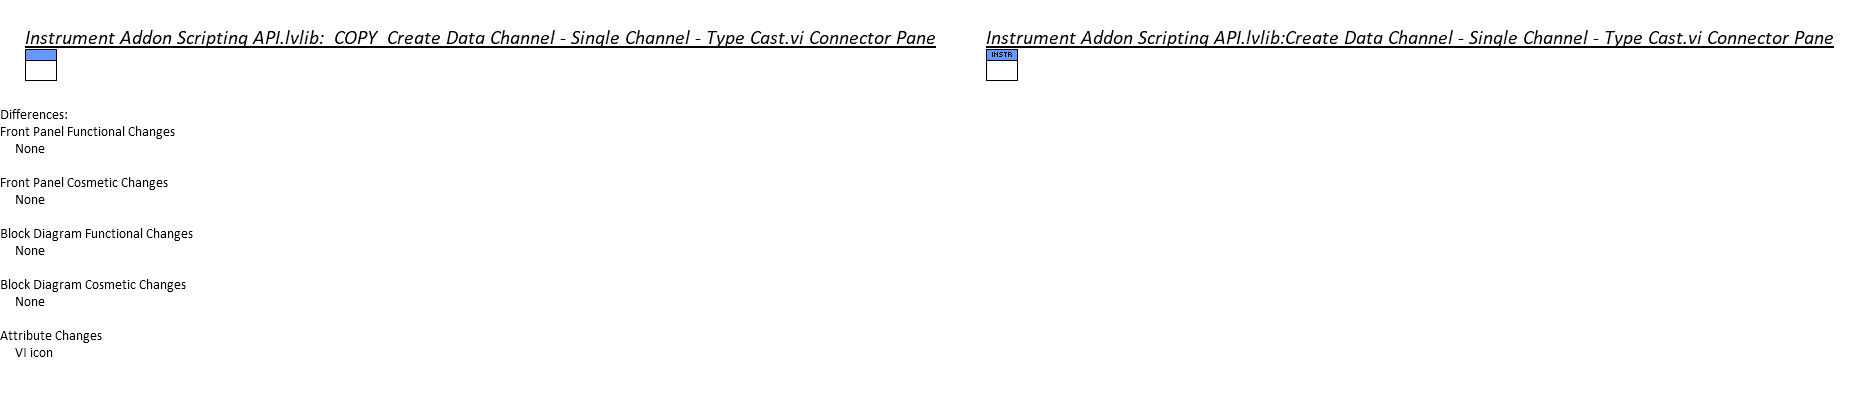 Instrument Addon Scripting API.lvlib:  COPY  Create Data Channel - Single Channel - Type Cast.vi Connector Pane
Instrument Addon Scripting API.lvlib:Create Data Channel - Single Channel - Type Cast.vi Connector Pane
INSTR
Differences:
Front Panel Functional Changes
None
Front Panel Cosmetic Changes
None
Block Diagram Functional Changes
None
Block Diagram Cosmetic Changes
None
Attribute Changes
VI icon